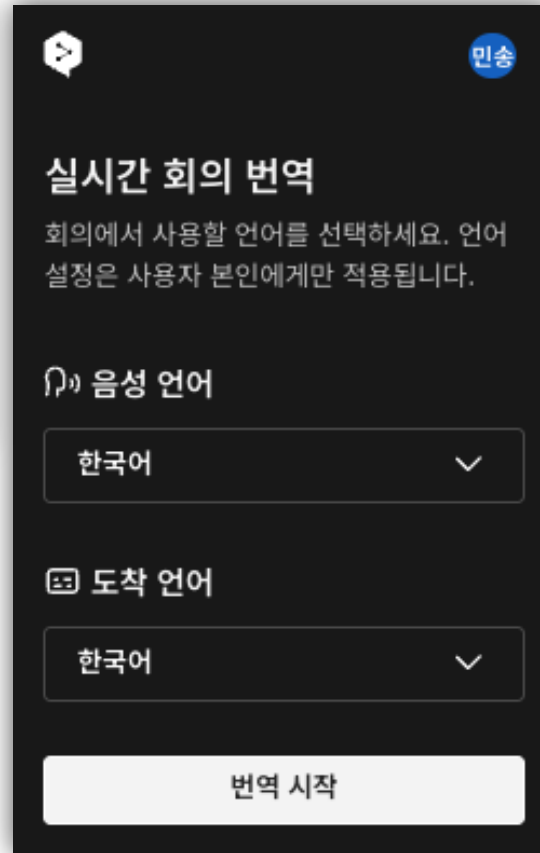 민송
실시간 회의 번역
회의에서 사용할 언어를 선택하세요. 언어
설정은 사용자 본인에게만 적용됩니다.
음성 언어
한국어
도착 언어
한국어
번역 시작